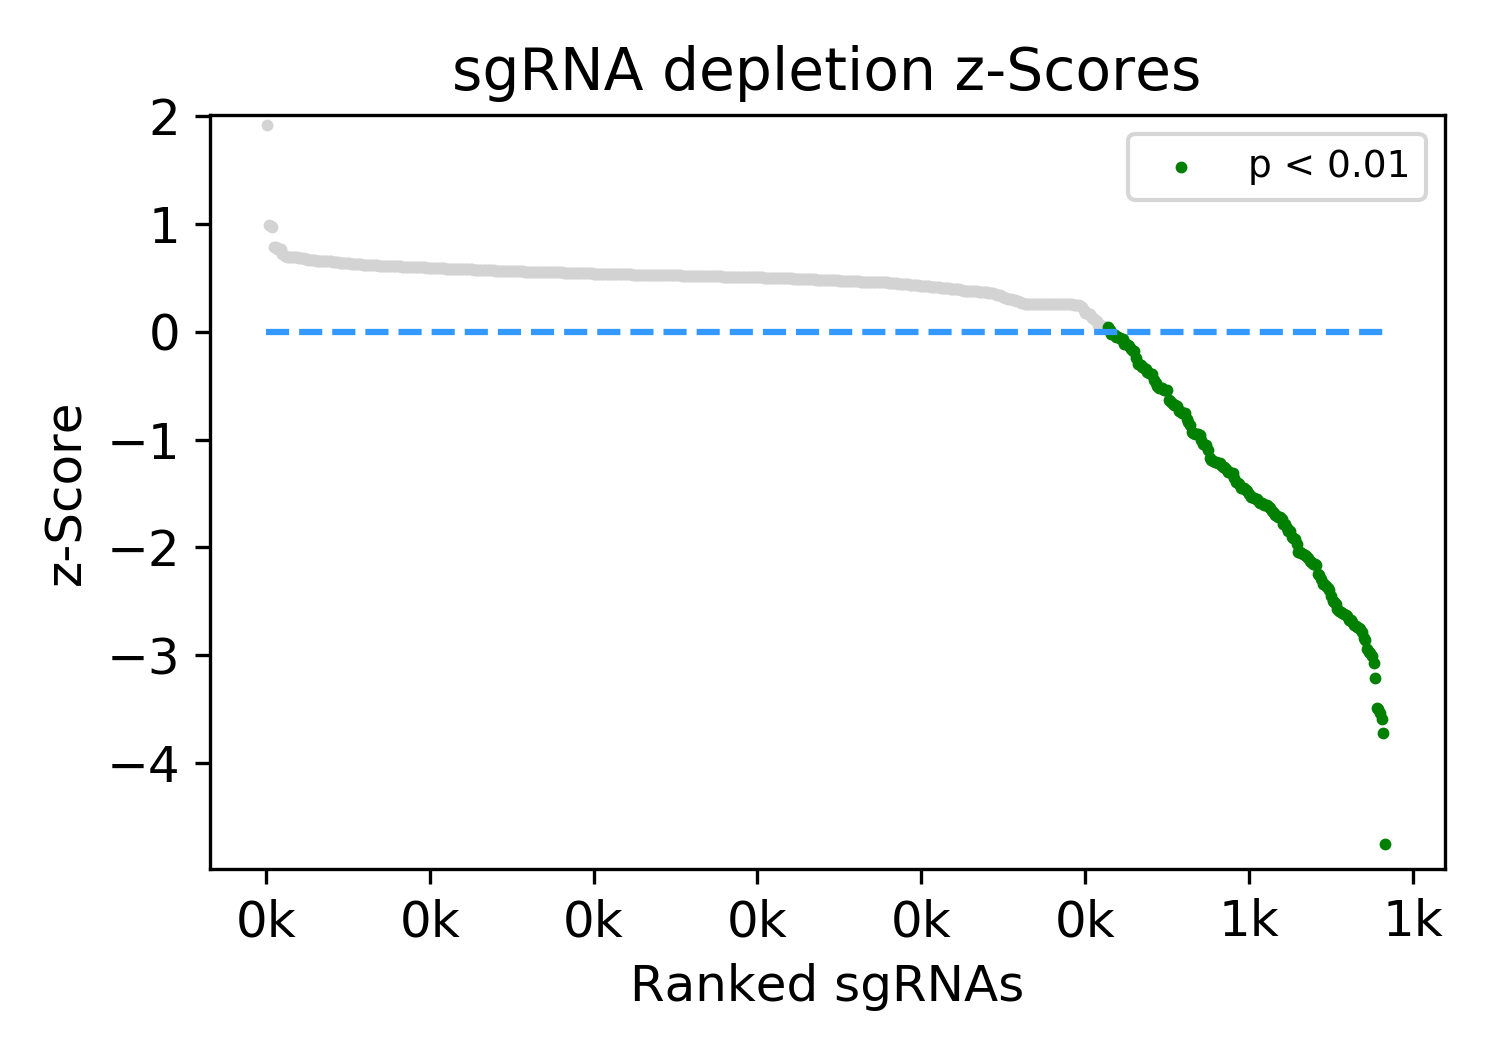 sgRNA depletion z-Scores
p < 0.01
2
1
0
−1
−2
−3
−4
z-Score
0k 0k 0k 0k 0k 0k 1k 1k
Ranked sgRNAs